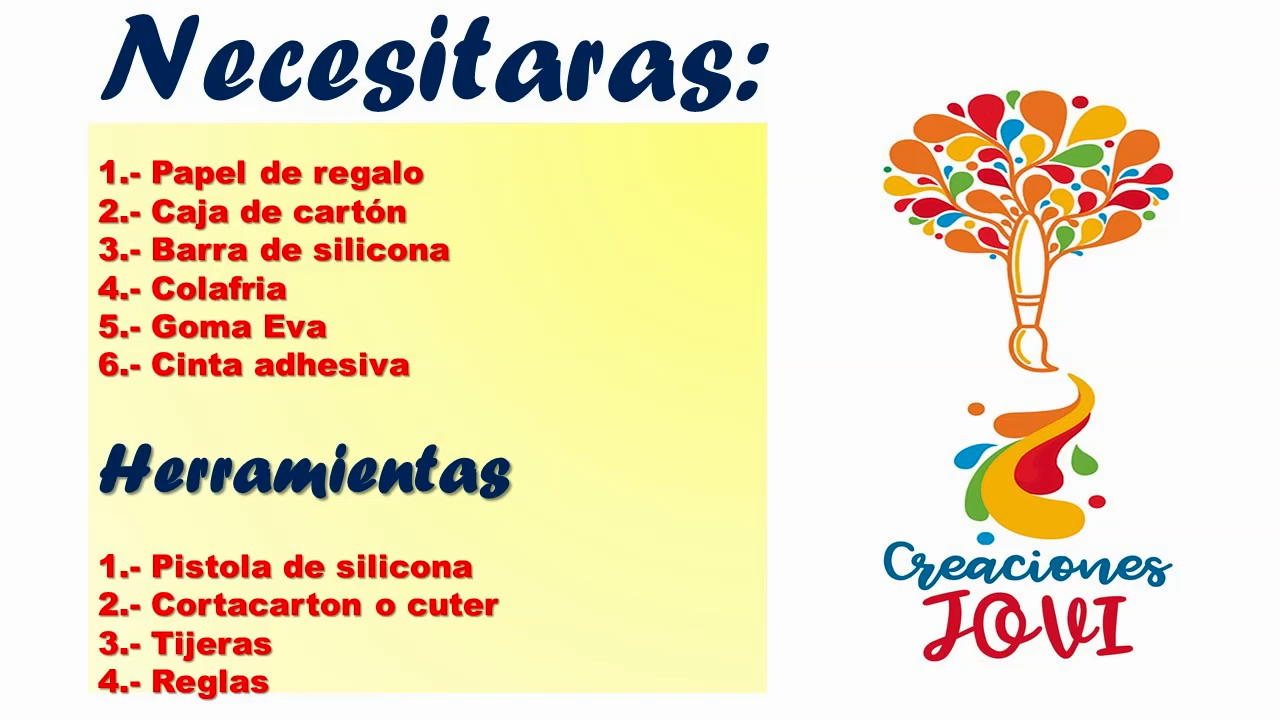 Necesitaras:
1.- Papel de regalo
2.- Caja de cartón
3.- Barra de silicona
4.- Colafria
5.- Goma Eva
6.- Cinta adhesiva
Herramientas
1.- Pistola de silicona
2.- Cortacarton o cuter
3.- Tijeras
4.- Reglas
Creaciones
JOVI